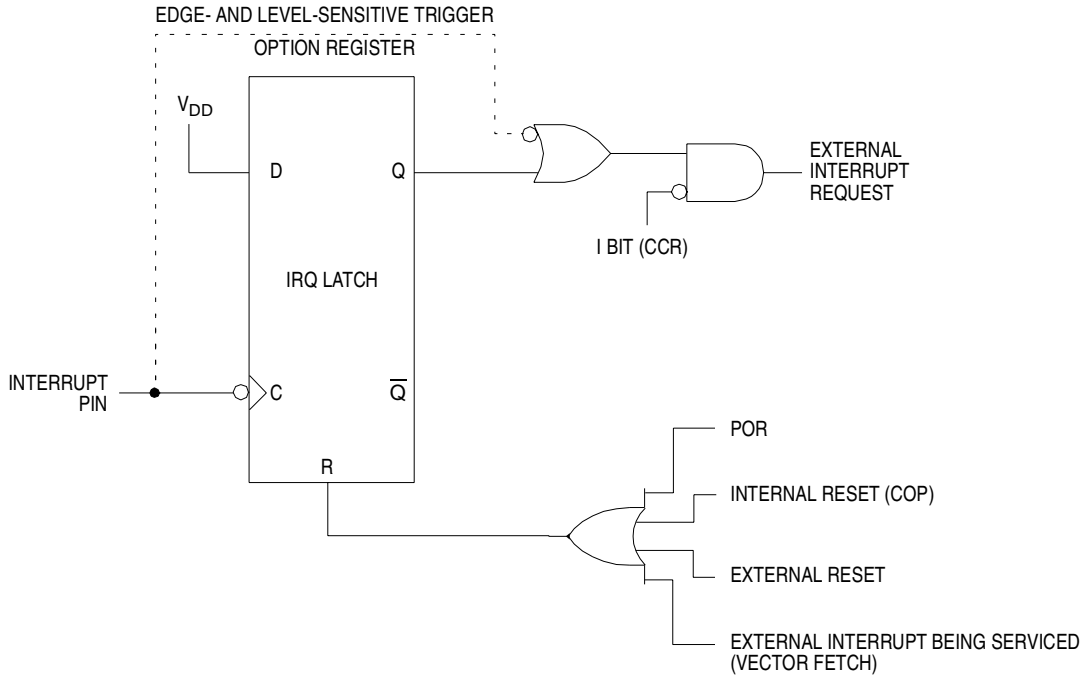 EDGE- AND LEVEL-SENSITIVE TRIGGER
OPTION REGISTER
VDD
D
Q
EXTERNAL
INTERRUPT
REQUEST
I BIT (CCR)
IRQ LATCH
INTERRUPT
PIN
C
Q̅
R
POR
INTERNAL RESET (COP)
EXTERNAL RESET
EXTERNAL INTERRUPT BEING SERVICED
(VECTOR FETCH)